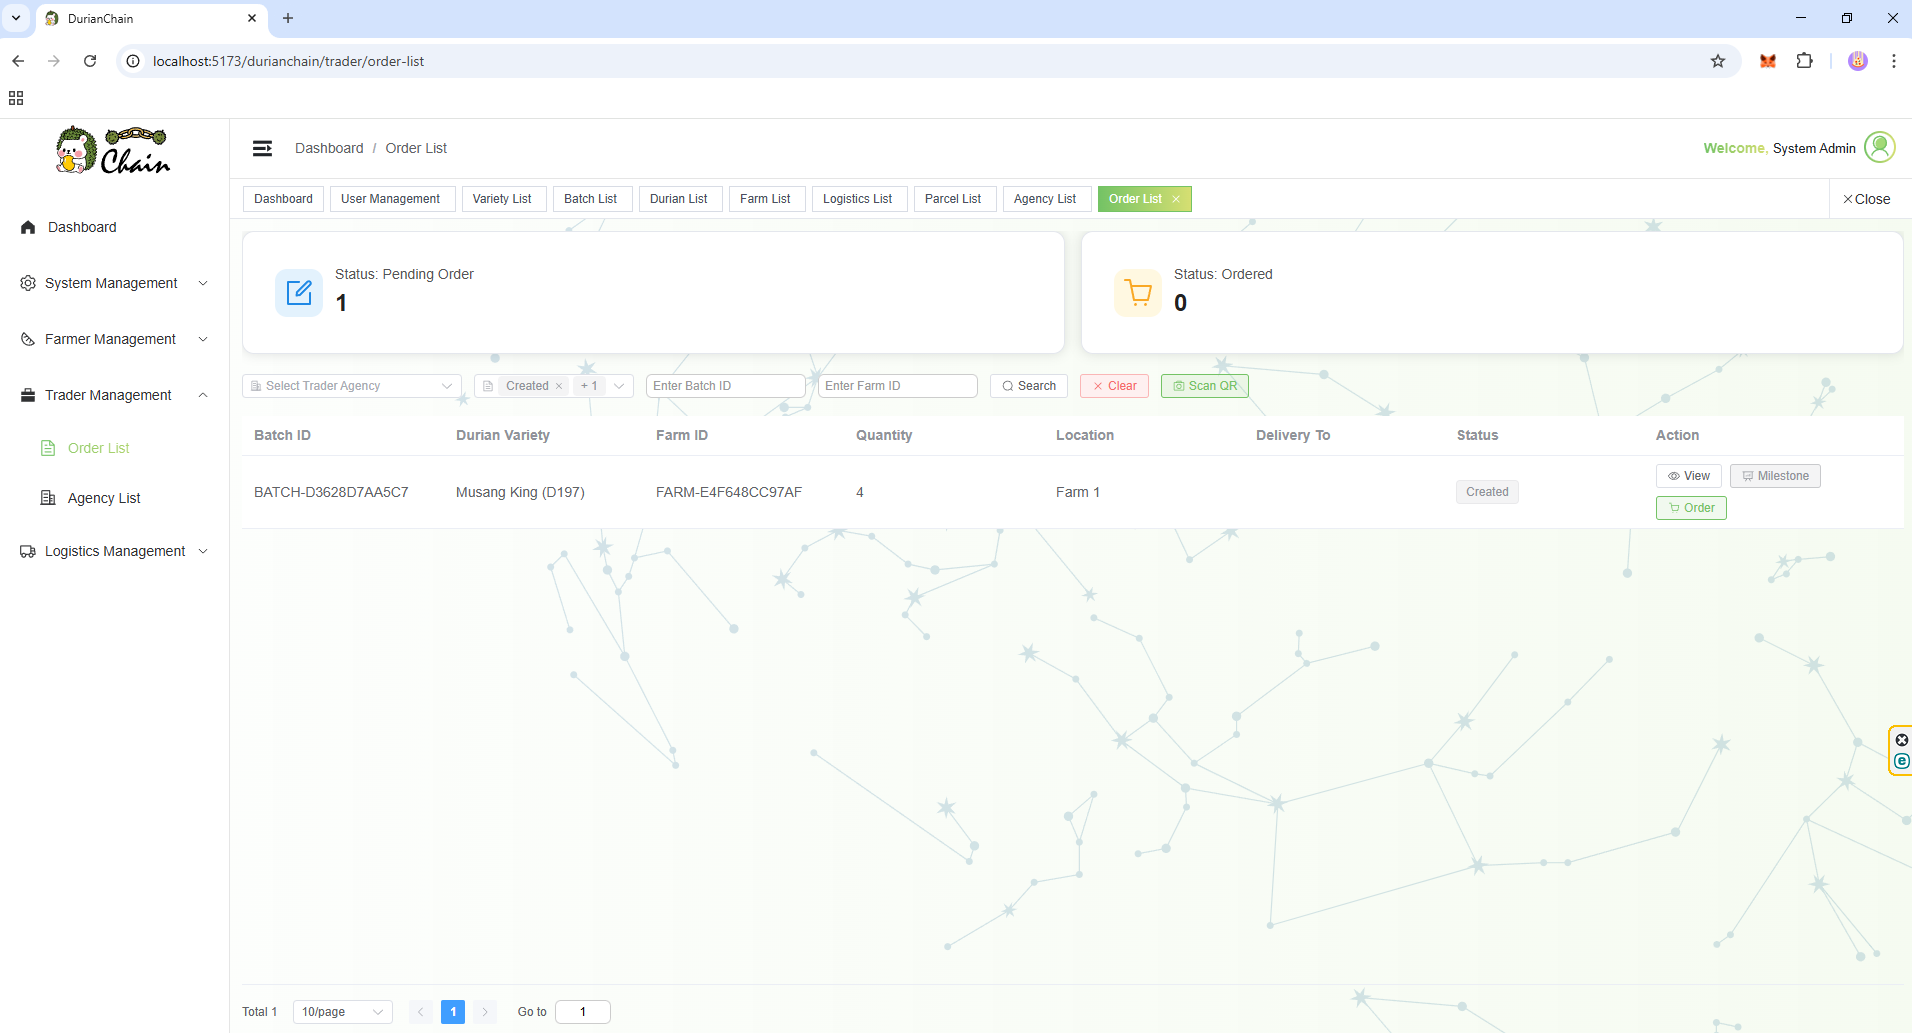 DurianChain
localhost:5173/durianchain/trader/order-list
Chain
Dashboard / Order List
Welcome, System Admin
Dashboard
User Management
Variety List
Batch List
Durian List
Farm List
Logistics List
Parcel List
Agency List
Order List
Close
Dashboard
System Management
Farmer Management
Trader Management
Order List
Agency List
Logistics Management
Status: Pending Order
1
Status: Ordered
0
Select Trader Agency
Created
+ 1
Enter Batch ID
Enter Farm ID
Search
Clear
Scan QR
Batch ID Durian Variety Farm ID Quantity Location Delivery To Status Action
BATCH-D3628D7AA5C7 Musang King (D197) FARM-E4F648CC97AF 4 Farm 1 Created View Milestone
Order
Total 1 10/page 1 Go to 1